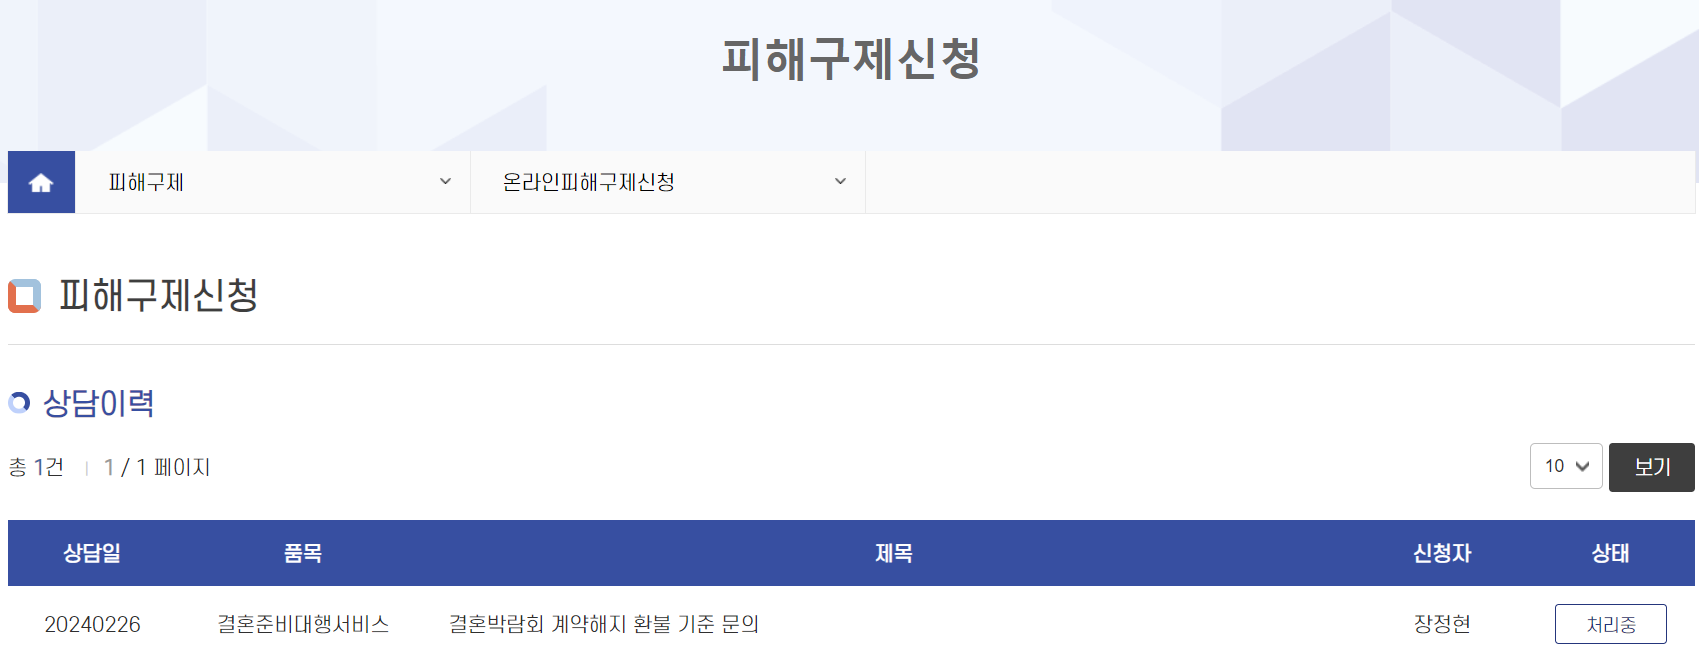 피해구제신청
피해구제 온라인피해구제신청
피해구제신청
상담이력
총 1건 | 1 / 1 페이지 10 보기
상담일 품목 제목 신청자 상태
20240226 결혼준비대행서비스 결혼박람회 계약해지 환불 기준 문의 장정현 처리중